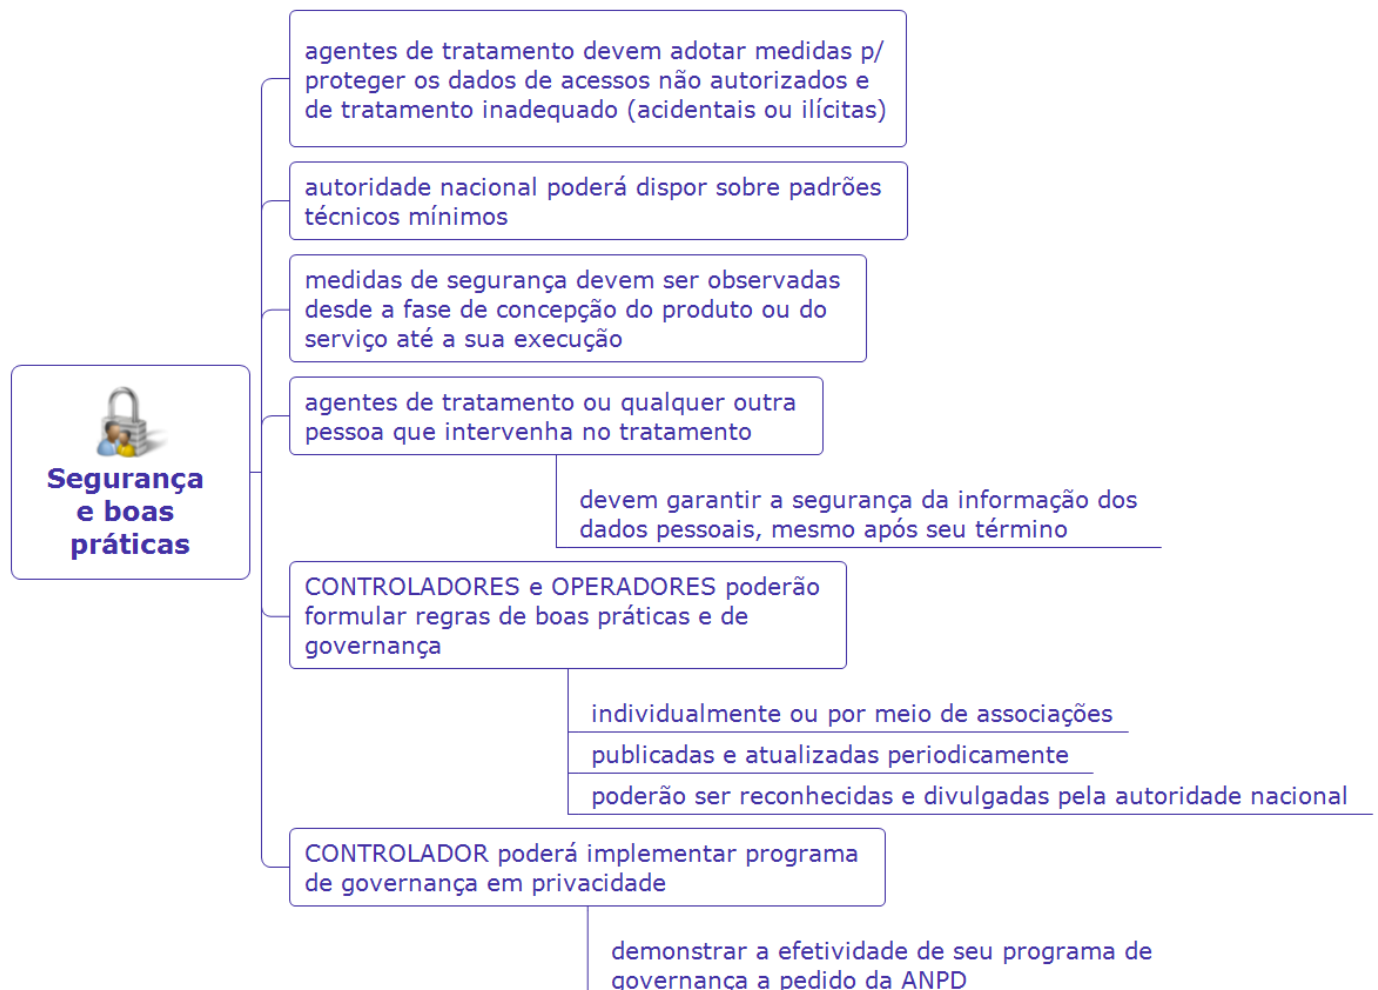 agentes de tratamento devem adotar medidas p/
proteger os dados de acessos não autorizados e
de tratamento inadequado (acidentais ou ilícitas)
autoridade nacional poderá dispor sobre padrões
técnicos mínimos
medidas de segurança devem ser observadas
desde a fase de concepção do produto ou do
serviço até a sua execução
agentes de tratamento ou qualquer outra
pessoa que intervenha no tratamento
devem garantir a segurança da informação dos
dados pessoais, mesmo após seu término
Segurança
e boas
práticas
CONTROLADORES e OPERADORES poderão
formular regras de boas práticas e de
governança
individualmente ou por meio de associações
publicadas e atualizadas periodicamente
poderão ser reconhecidas e divulgadas pela autoridade nacional
CONTROLADOR poderá implementar programa
de governança em privacidade
demonstrar a efetividade de seu programa de
governança a pedido da ANPD